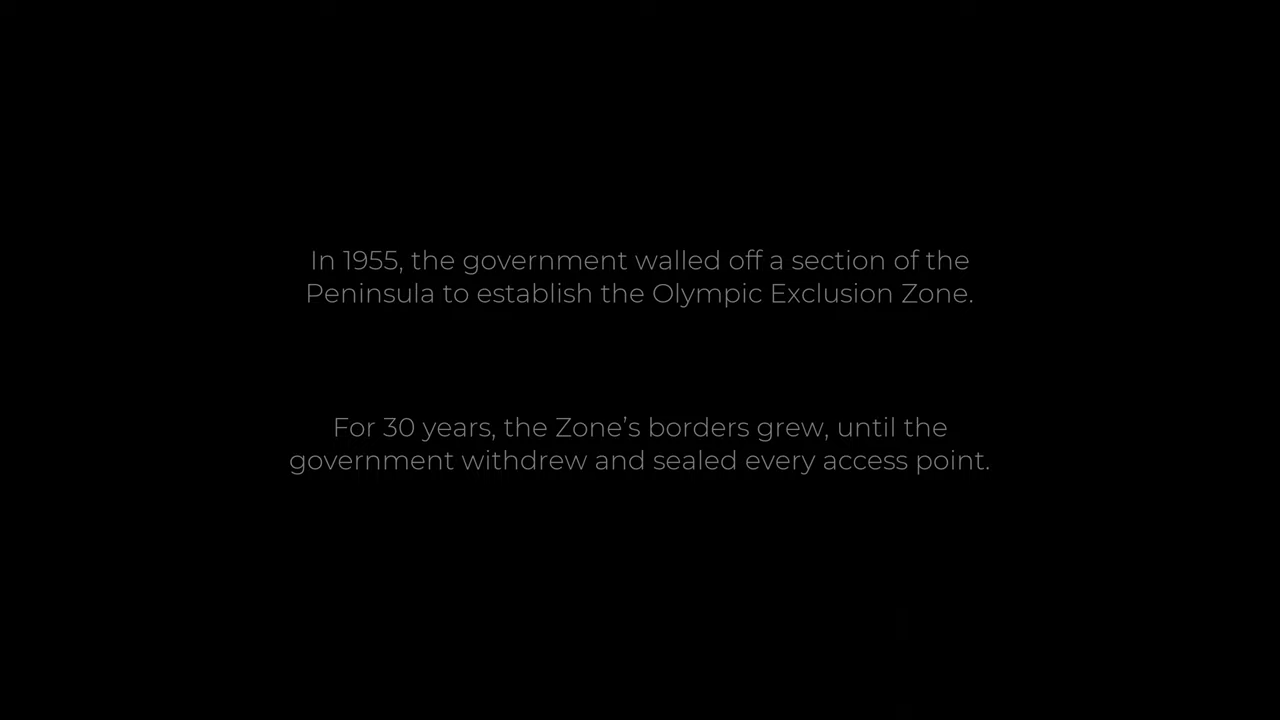 In 1955, the government walled off a section of the
Peninsula to establish the Olympic Exclusion Zone.
For 30 years, the Zone’s borders grew, until the
government withdrew and sealed every access point.